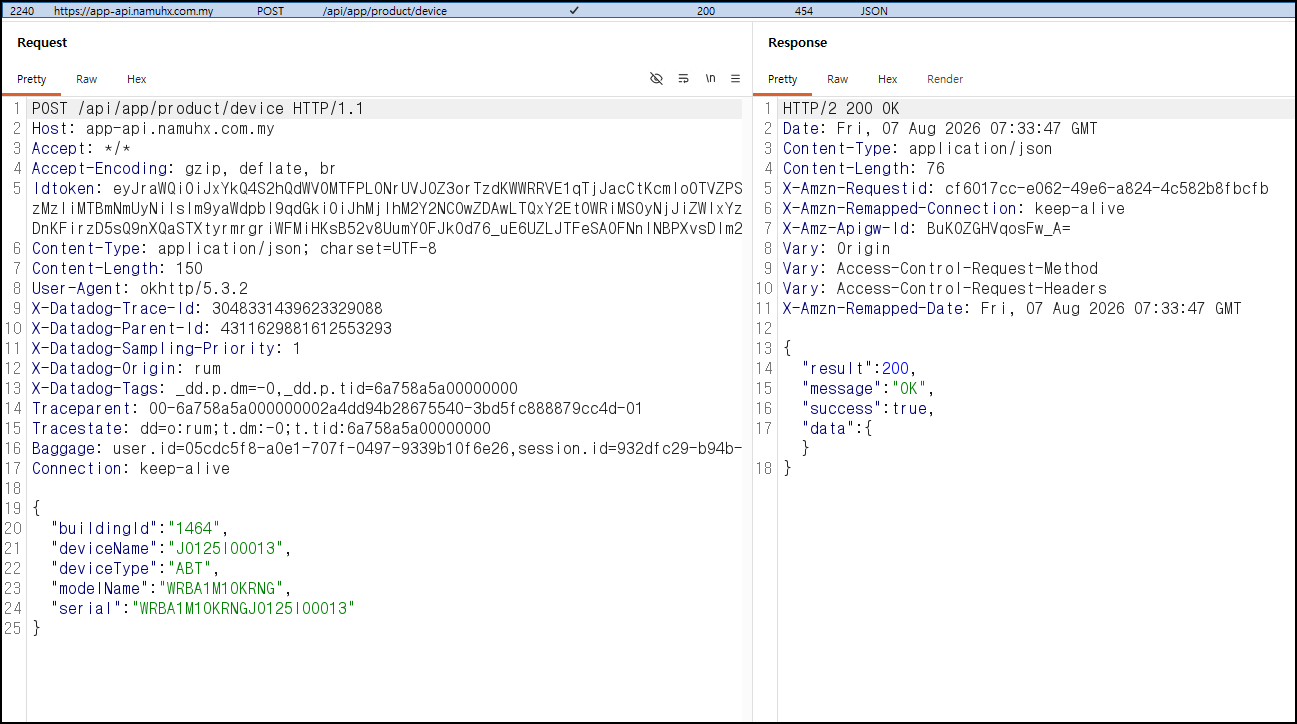 2240 https://app-api.namuhx.com.my POST /api/app/product/device ✓ 200 454 JSON
Request
Pretty Raw Hex
\n
1 POST /api/app/product/device HTTP/1.1
2 Host: app-api.namuhx.com.my
3 Accept: */*
4 Accept-Encoding: gzip, deflate, br
5 Idtoken:
6 Content-Type: application/json; charset=UTF-8
7 Content-Length: 150
8 User-Agent: okhttp/5.3.2
9 X-Datadog-Trace-Id: 3048331439623329088
10 X-Datadog-Parent-Id: 4311629881612553293
11 X-Datadog-Sampling-Priority: 1
12 X-Datadog-Origin: rum
13 X-Datadog-Tags: _dd.p.dm=-0,_dd.p.tid=6a758a5a00000000
14 Traceparent: 00-6a758a5a000000002a4dd94b28675540-3bd5fc888879cc4d-01
15 Tracestate: dd=o:rum;t.dm:-0;t.tid:6a758a5a00000000
16 Baggage: user.id=05cdc5f8-a0e1-707f-0497-9339b10f6e26,session.id=932dfc29-b94b-
17 Connection: keep-alive
18
19 {
20 "buildingId":"1464",
21 "deviceName":"J0125I00013",
22 "deviceType":"ABT",
23 "modelName":"WRBA1M10KRNG",
24 "serial":"WRBA1M10KRNGJ0125I00013"
25 }
Response
Pretty Raw Hex Render
1 HTTP/2 200 OK
2 Date: Fri, 07 Aug 2026 07:33:47 GMT
3 Content-Type: application/json
4 Content-Length: 76
5 X-Amzn-Requestid: cf6017cc-e062-49e6-a824-4c582b8fbcfb
6 X-Amzn-Remapped-Connection: keep-alive
7 X-Amz-Apigw-Id: BuK0ZGHVqosFw_A=
8 Vary: Origin
9 Vary: Access-Control-Request-Method
10 Vary: Access-Control-Request-Headers
11 X-Amzn-Remapped-Date: Fri, 07 Aug 2026 07:33:47 GMT
12
13 {
14 "result":200,
15 "message":"OK",
16 "success":true,
17 "data":{
}
18 }